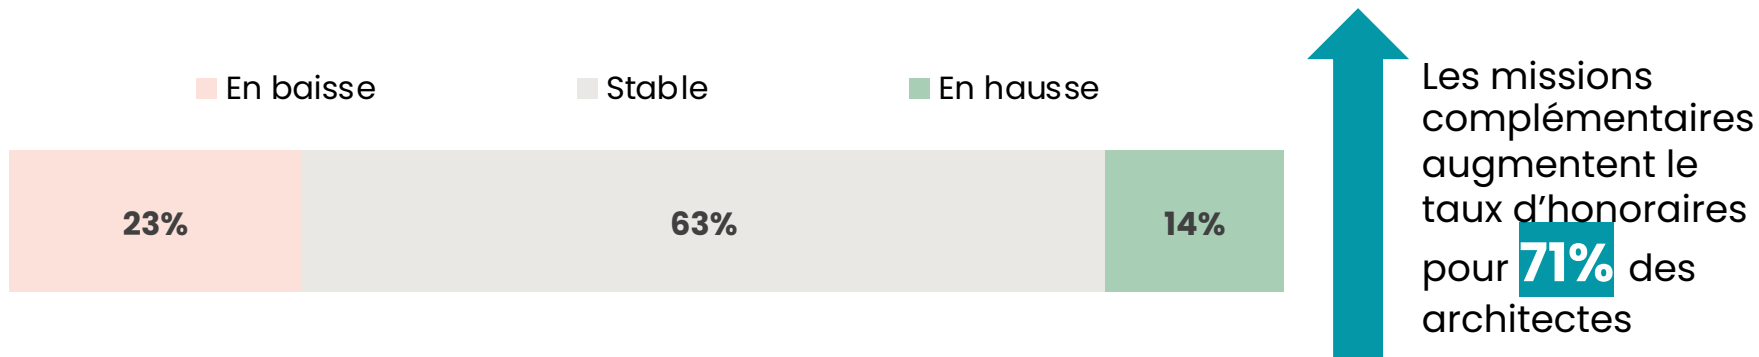 En baisse
Stable
En hausse
23%
63%
14%
Les missions
complémentaires
augmentent le
taux d’honoraires
pour 71% des
architectes